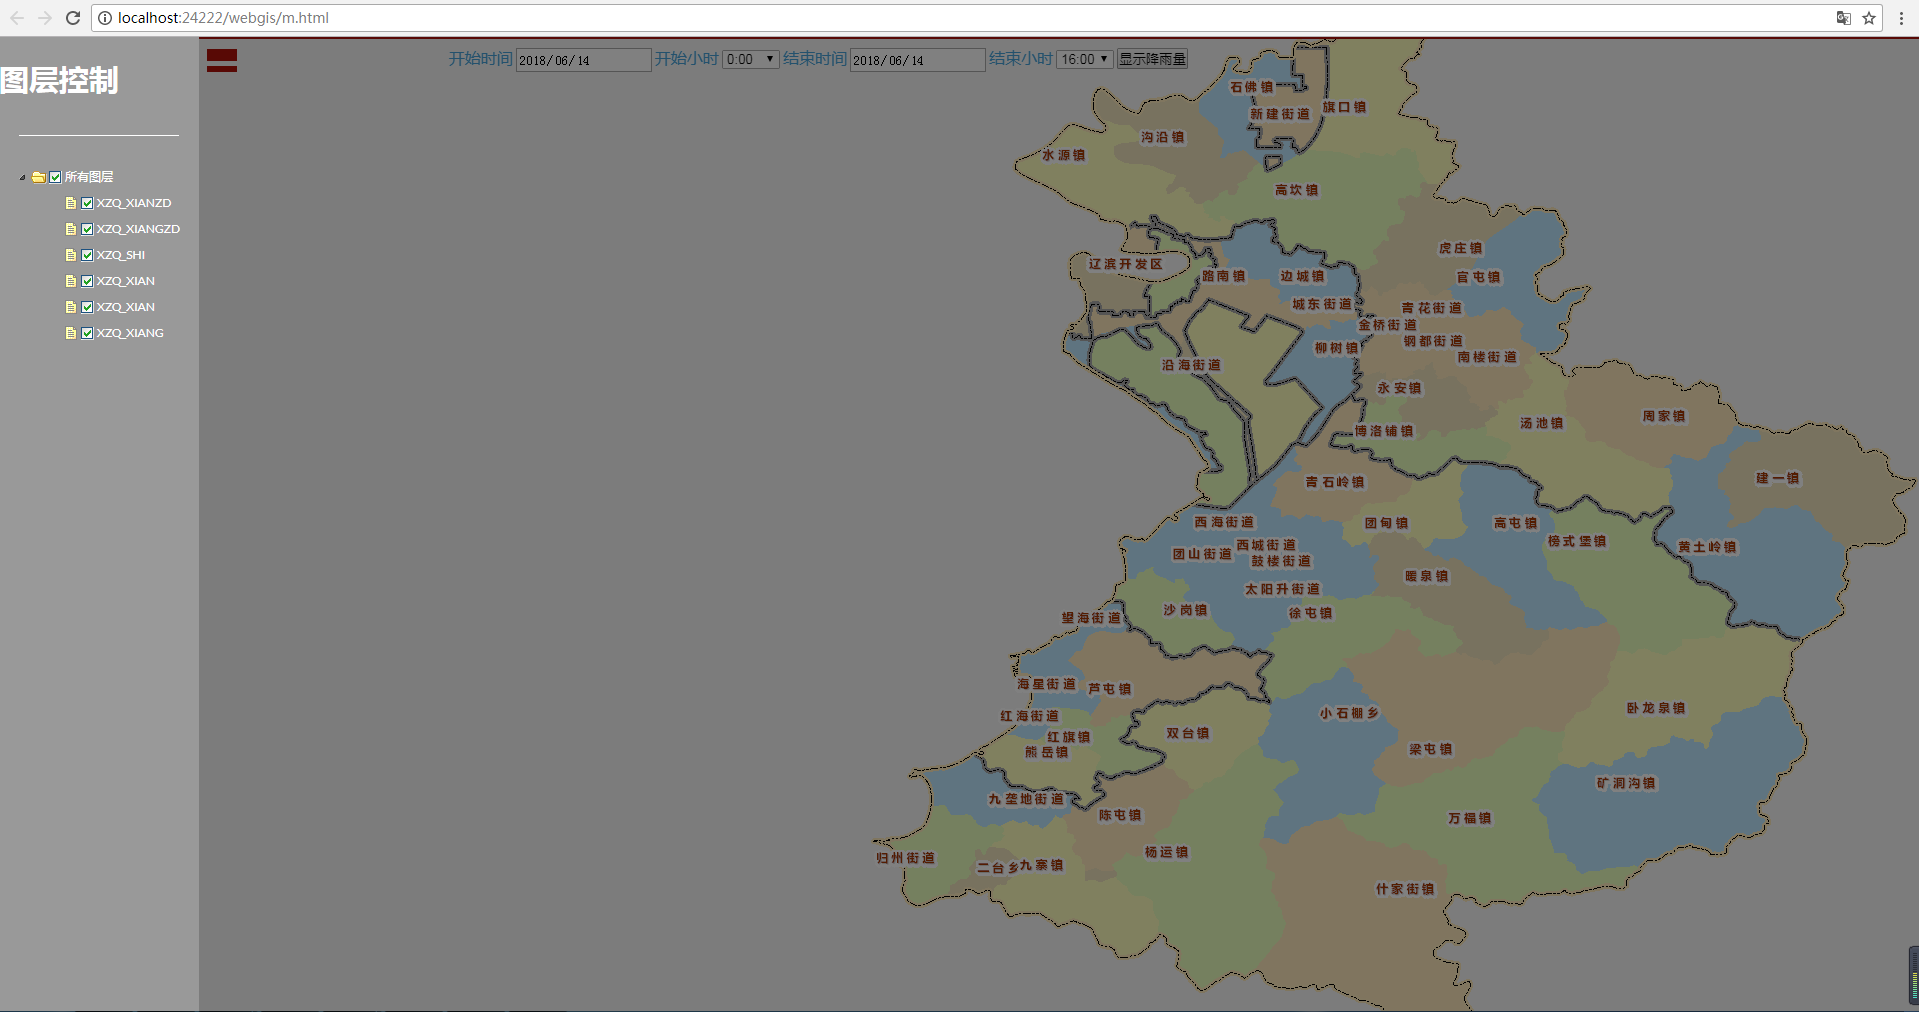 localhost:24222/webgis/m.html
图层控制
所有图层
XZQ_XIANZD
XZQ_XIANGZD
XZQ_SHI
XZQ_XIAN
XZQ_XIAN
XZQ_XIANG
开始时间 2018/06/14 开始小时 0:00 结束时间 2018/06/14 结束小时 16:00 显示降雨量
石佛镇
新建街道
旗口镇
沟沿镇
水源镇
高坎镇
虎庄镇
官屯镇
辽滨开发区
路南镇
边城镇
城东街道
青花街道
金桥街道
钢都街道
柳树镇
南楼街道
沿海街道
永安镇
周家镇
汤池镇
博洛铺镇
建一镇
青石岭镇
西海街道
团甸镇
高屯镇
榜式堡镇
黄土岭镇
西城街道
团山街道
鼓楼街道
暖泉镇
太阳升街道
沙岗镇
徐屯镇
望海街道
海星街道
芦屯镇
卧龙泉镇
小石棚乡
红海街道
双台镇
红旗镇
熊岳镇
梁屯镇
矿洞沟镇
九垄地街道
陈屯镇
万福镇
杨运镇
归州街道
二台乡
九寨镇
什家街镇